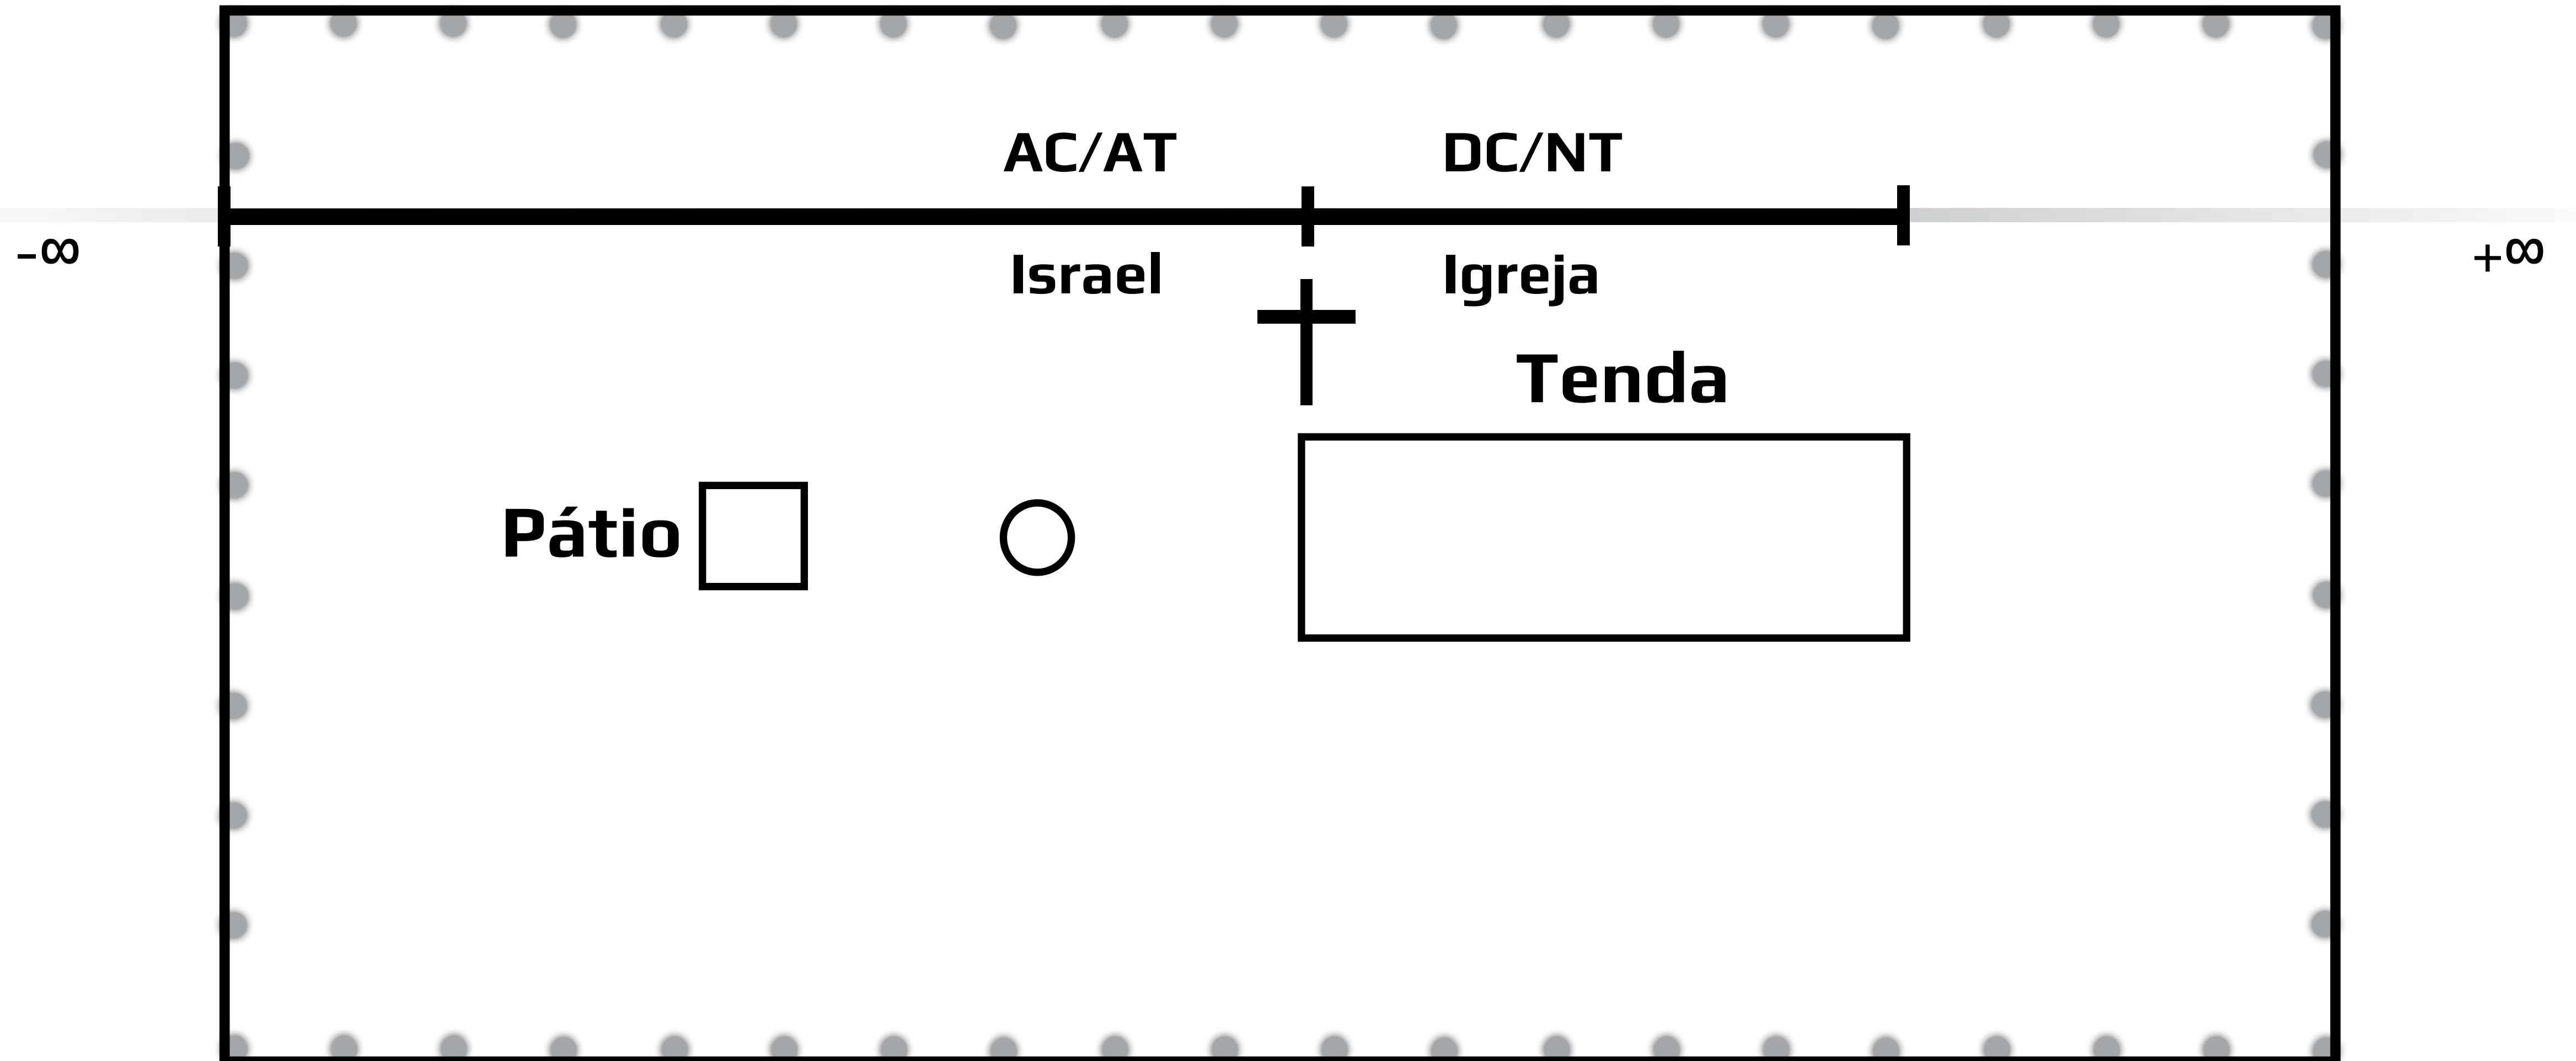 AC/AT
DC/NT
-∞
+∞
Israel
Igreja
Tenda
Pátio